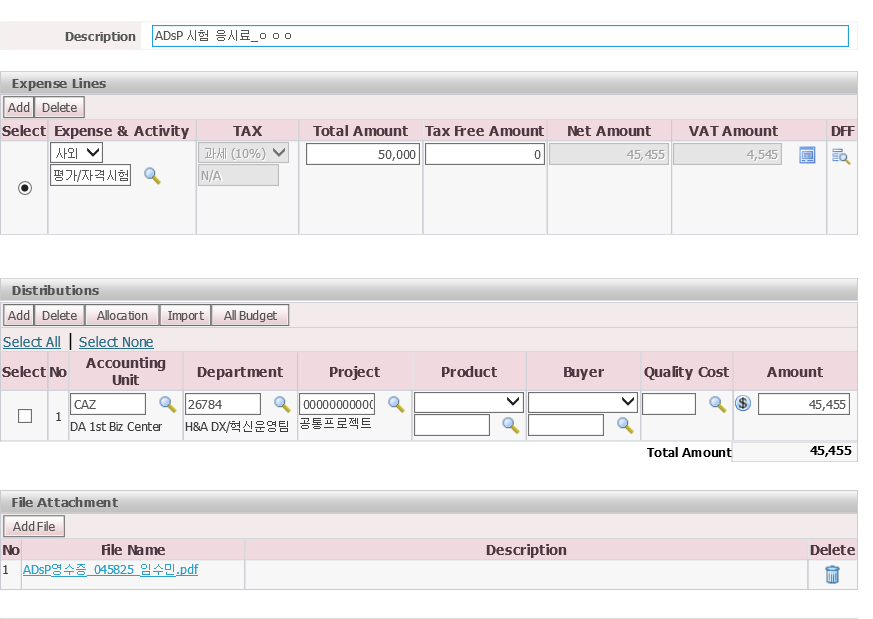 Description ADsP 시험 응시료_ㅇㅇㅇ
Expense Lines
Add Delete
Select Expense & Activity TAX Total Amount Tax Free Amount Net Amount VAT Amount DFF
사외 과세 (10%) 50,000 0 45,455 4,545
평가/자격시험 N/A
Distributions
Add Delete Allocation Import All Budget
Select All | Select None
Select No Accounting Unit Department Project Product Buyer Quality Cost Amount
1 CAZ 26784 00000000000 45,455
DA 1st Biz Center H&A DX/혁신운영팀 공통프로젝트
Total Amount 45,455
File Attachment
Add File
No File Name Description Delete
1 ADsP영수증_045825_임수민.pdf